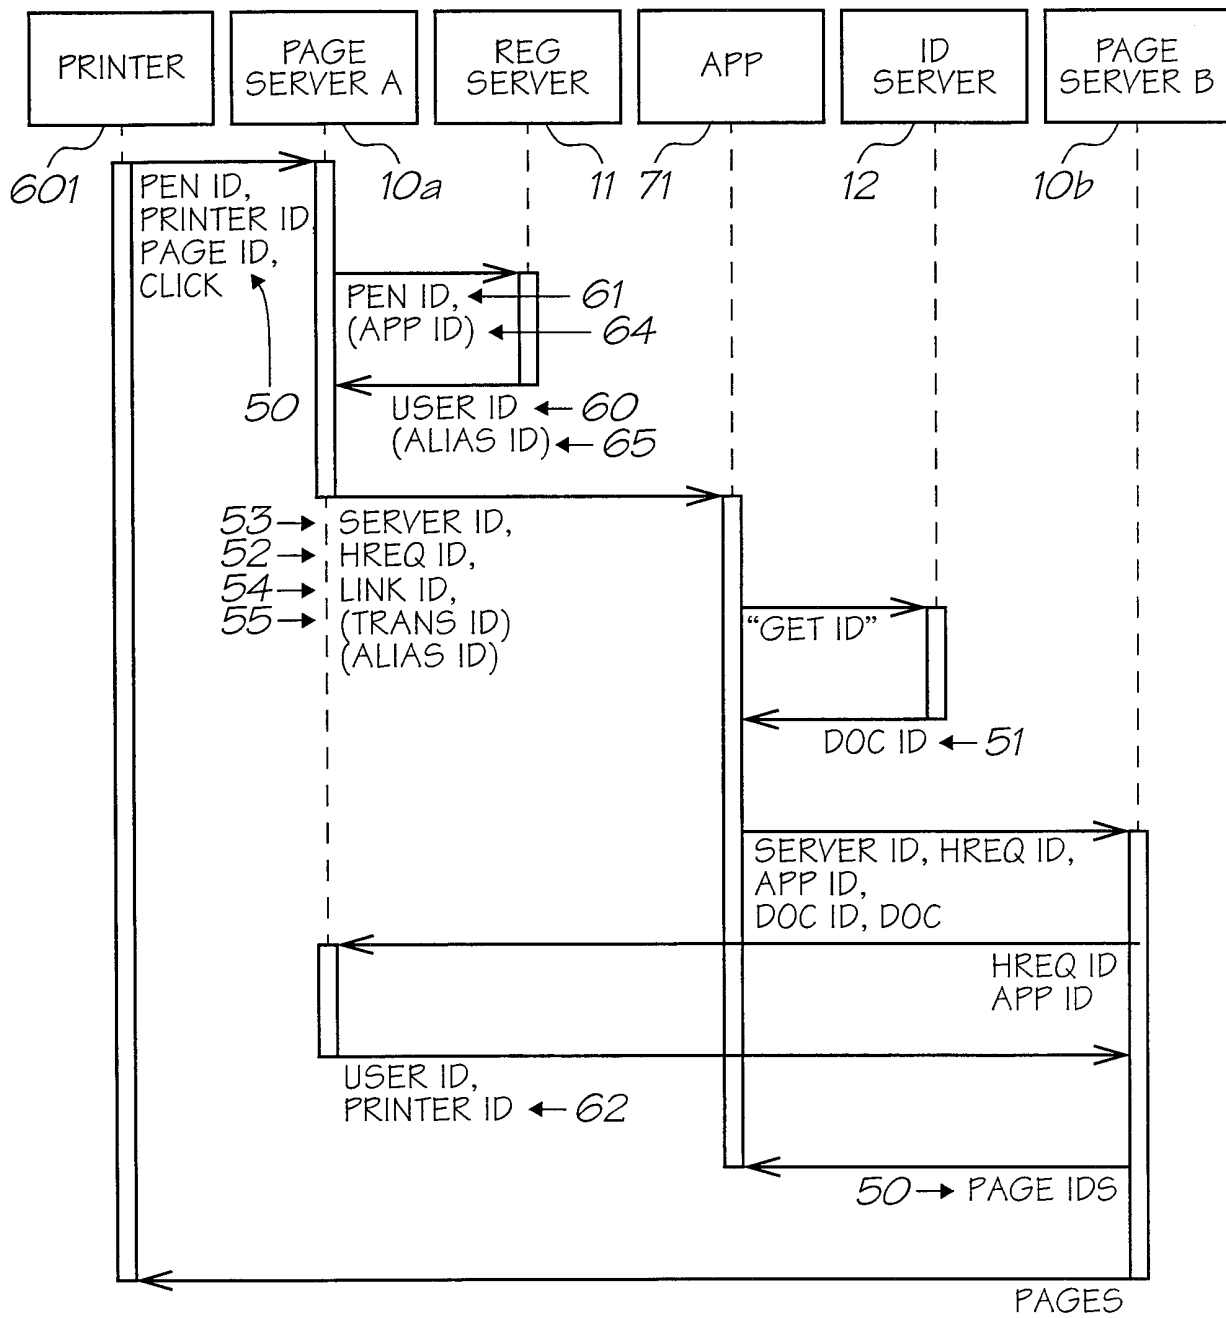 PRINTER
PAGE
SERVER A
REG
SERVER
APP
ID
SERVER
PAGE
SERVER B
601
10a
11
71
12
10b
PEN ID,
PRINTER ID,
PAGE ID,
CLICK
50
PEN ID,
61
(APP ID)
64
USER ID
60
(ALIAS ID)
65
53
SERVER ID,
52
HREQ ID,
54
LINK ID,
55
(TRANS ID)
(ALIAS ID)
"GET ID"
DOC ID
51
SERVER ID, HREQ ID,
APP ID,
DOC ID, DOC
HREQ ID
APP ID
USER ID,
PRINTER ID
62
50
PAGE IDS
PAGES